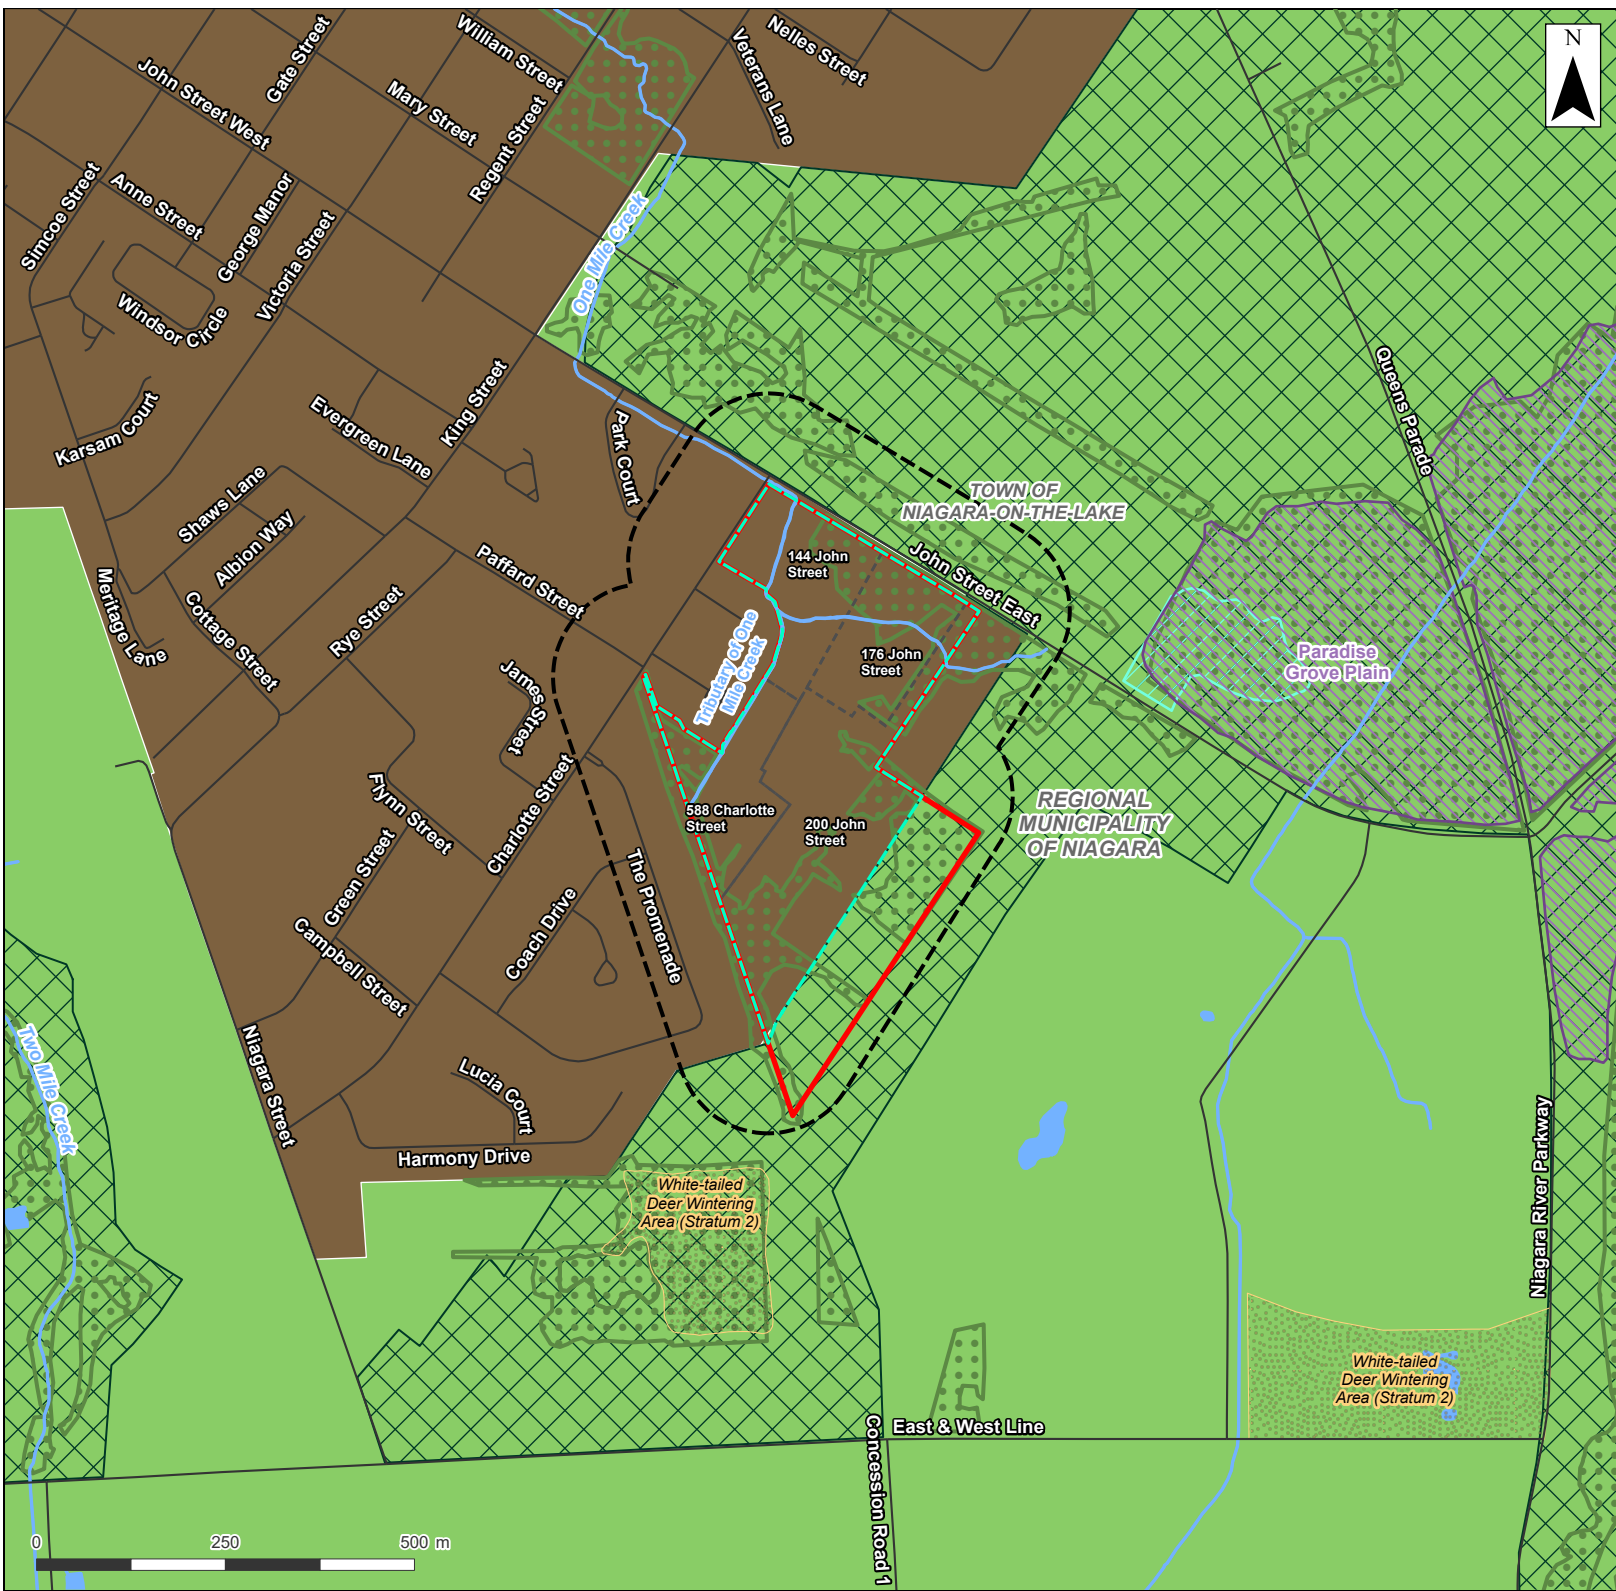 N
William Street
Nelles Street
Gate Street
Veterans Lane
John Street West
Mary Street
Regent Street
Simcoe Street
Anne Street
George Manor
Victoria Street
One Mile Creek
Windsor Circle
Queens Parade
King Street
Karsam Court
Evergreen Lane
Park Court
Shaws Lane
TOWN OF
NIAGARA-ON-THE-LAKE
Albion Way
Paffard Street
144 John
Street
John Street East
Meritage Lane
Cottage Street
Rye Street
Tributary of One
Mile Creek
176 John
Street
Paradise
Grove Plain
James Street
Flynn Street
Charlotte Street
588 Charlotte
Street
200 John
Street
REGIONAL
MUNICIPALITY
OF NIAGARA
Green Street
The Promenade
Coach Drive
Campbell Street
Two Mile Creek
Niagara Street
Lucia Court
Harmony Drive
Niagara River Parkway
White-tailed
Deer Wintering
Area (Stratum 2)
White-tailed
Deer Wintering
Area (Stratum 2)
East & West Line
Concession Road 1
0 250 500 m